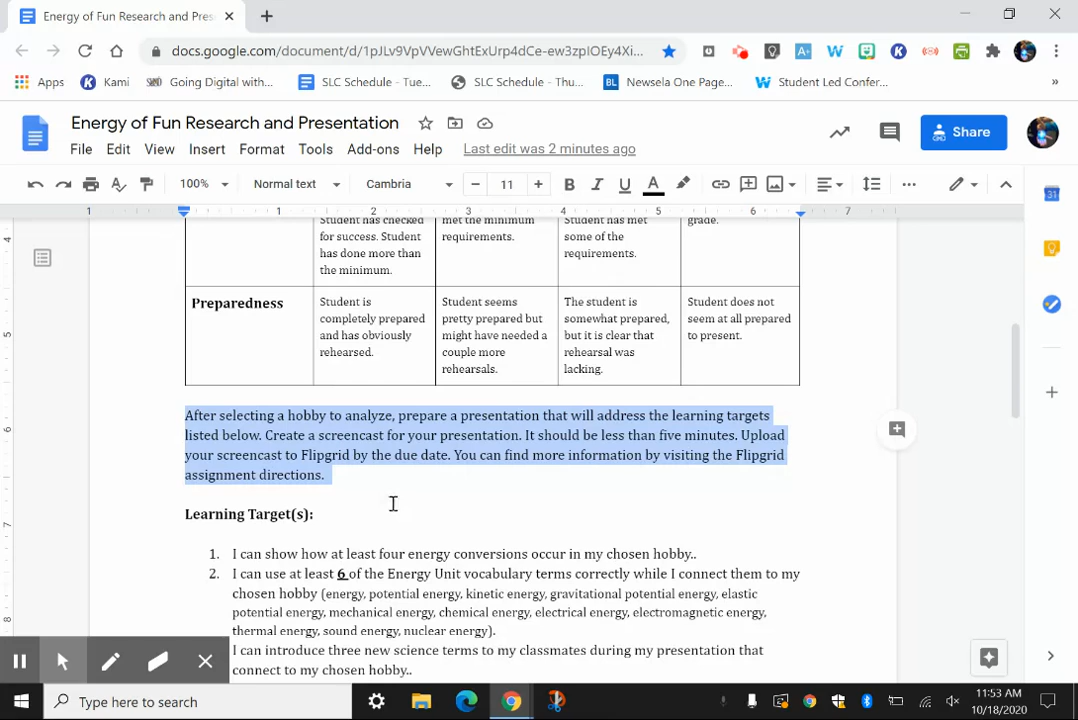 Energy of Fun Research and Pres
docs.google.com/document/d/1pJLv9VpVVewGhtExUrp4dCe-ew3zpIOEy4Xi...
Apps Kami Going Digital with... SLC Schedule - Tue... SLC Schedule - Thu... Newsela One Page... Student Led Confer... »
Energy of Fun Research and Presentation
Share
File Edit View Insert Format Tools Add-ons Help Last edit was 2 minutes ago
100% Normal text Cambria 11
1 1 2 3 4 5 6 7
Student has checked
for success. Student
has done more than
the minimum.
met the minimum
requirements.
Student has met
some of the
requirements.
grade.
Preparedness
Student is
completely prepared
and has obviously
rehearsed.
Student seems
pretty prepared but
might have needed a
couple more
rehearsals.
The student is
somewhat prepared,
but it is clear that
rehearsal was
lacking.
Student does not
seem at all prepared
to present.
After selecting a hobby to analyze, prepare a presentation that will address the learning targets
listed below. Create a screencast for your presentation. It should be less than five minutes. Upload
your screencast to Flipgrid by the due date. You can find more information by visiting the Flipgrid
assignment directions.
Learning Target(s):
1. I can show how at least four energy conversions occur in my chosen hobby..
2. I can use at least 6 of the Energy Unit vocabulary terms correctly while I connect them to my
chosen hobby (energy, potential energy, kinetic energy, gravitational potential energy, elastic
potential energy, mechanical energy, chemical energy, electrical energy, electromagnetic energy,
thermal energy, sound energy, nuclear energy).
I can introduce three new science terms to my classmates during my presentation that
connect to my chosen hobby..
Type here to search
11:53 AM
10/18/2020